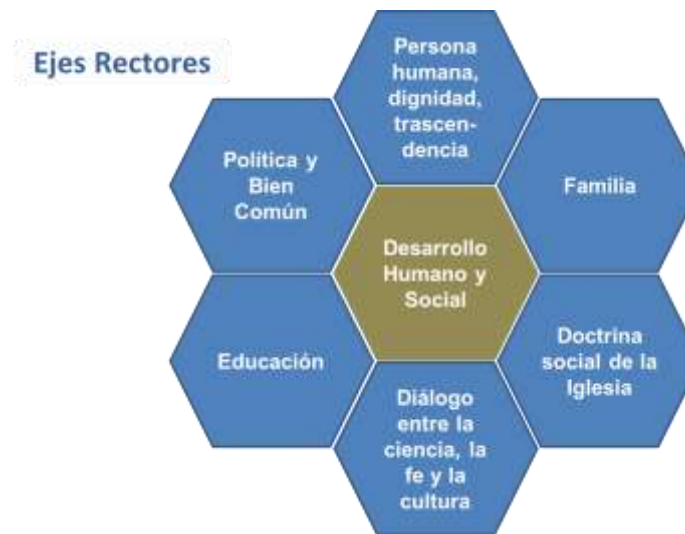 Ejes Rectores
Persona
humana,
dignidad,
trascen-
dencia
Política y
Bien
Común
Familia
Desarrollo
Humano y
Social
Educación
Doctrina
social de la
Iglesia
Diálogo
entre la
ciencia, la
fe y la
cultura